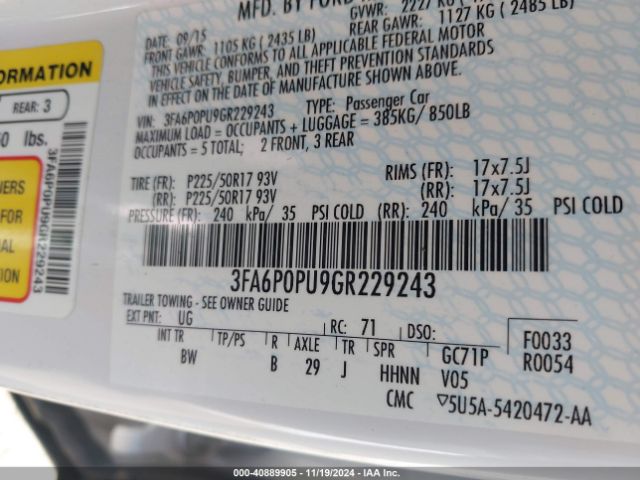 MFD. BY FORD
DATE: 09/15
GVWR: 2227 KG
FRONT GAWR: 1105 KG ( 2435 LB)
REAR GAWR: 1127 KG ( 2485 LB)
THIS VEHICLE CONFORMS TO ALL APPLICABLE FEDERAL MOTOR
VEHICLE SAFETY, BUMPER, AND THEFT PREVENTION STANDARDS
IN EFFECT ON THE DATE OF MANUFACTURE SHOWN ABOVE.
VIN: 3FA6P0PU9GR229243 TYPE: Passenger Car
MAXIMUM LOAD = OCCUPANTS + LUGGAGE = 385KG/ 850LB
OCCUPANTS = 5 TOTAL; 2 FRONT, 3 REAR
TIRE (FR): P225/50R17 93V RIMS (FR): 17x7.5J
(RR): P225/50R17 93V (RR): 17x7.5J
PRESSURE (FR): 240 kPa/ 35 PSI COLD (RR): 240 kPa/ 35 PSI COLD
3FA6P0PU9GR229243
TRAILER TOWING - SEE OWNER GUIDE
EXT PNT: UG RC: 71 DSO: F0033
R0054
INT TR TP/PS R AXLE TR SPR GC71P
BW B 29 J HHNN V05
CMC ▽5U5A-5420472-AA
FORMATION
REAR: 3
lbs.
3FA6P0PU9GR229243
FOR
000-40889905 - 11/19/2024 - IAA Inc.